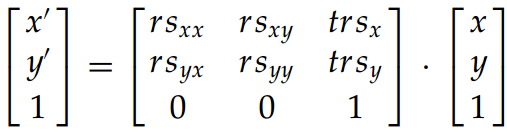 [x′] = [rs_xx rs_xy trs_x] · [x]
[y′] = [rs_yx rs_yy trs_y] · [y]
[1] = [0 0 1] · [1]